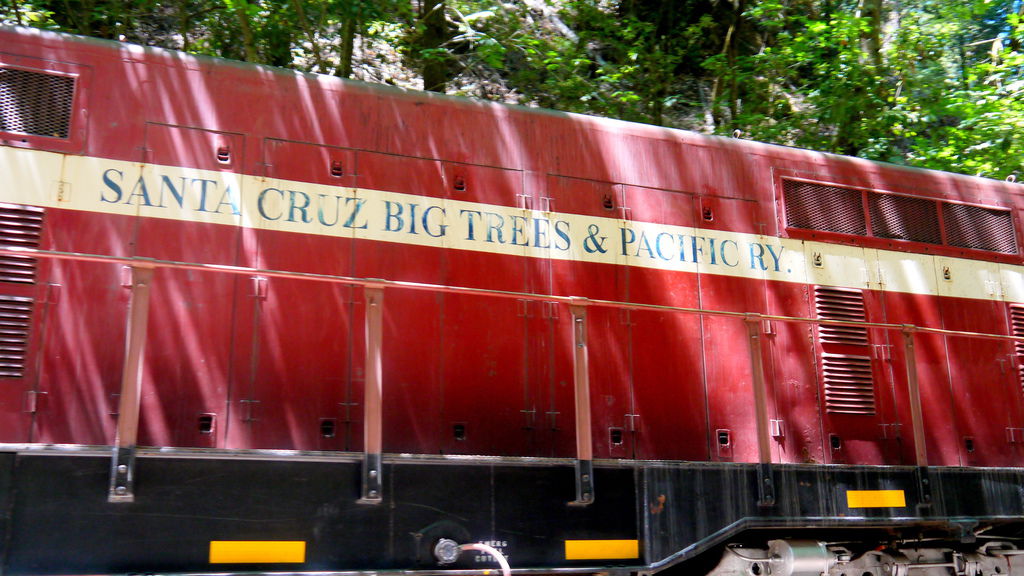 SANTA CRUZ BIG TREES & PACIFIC RY.